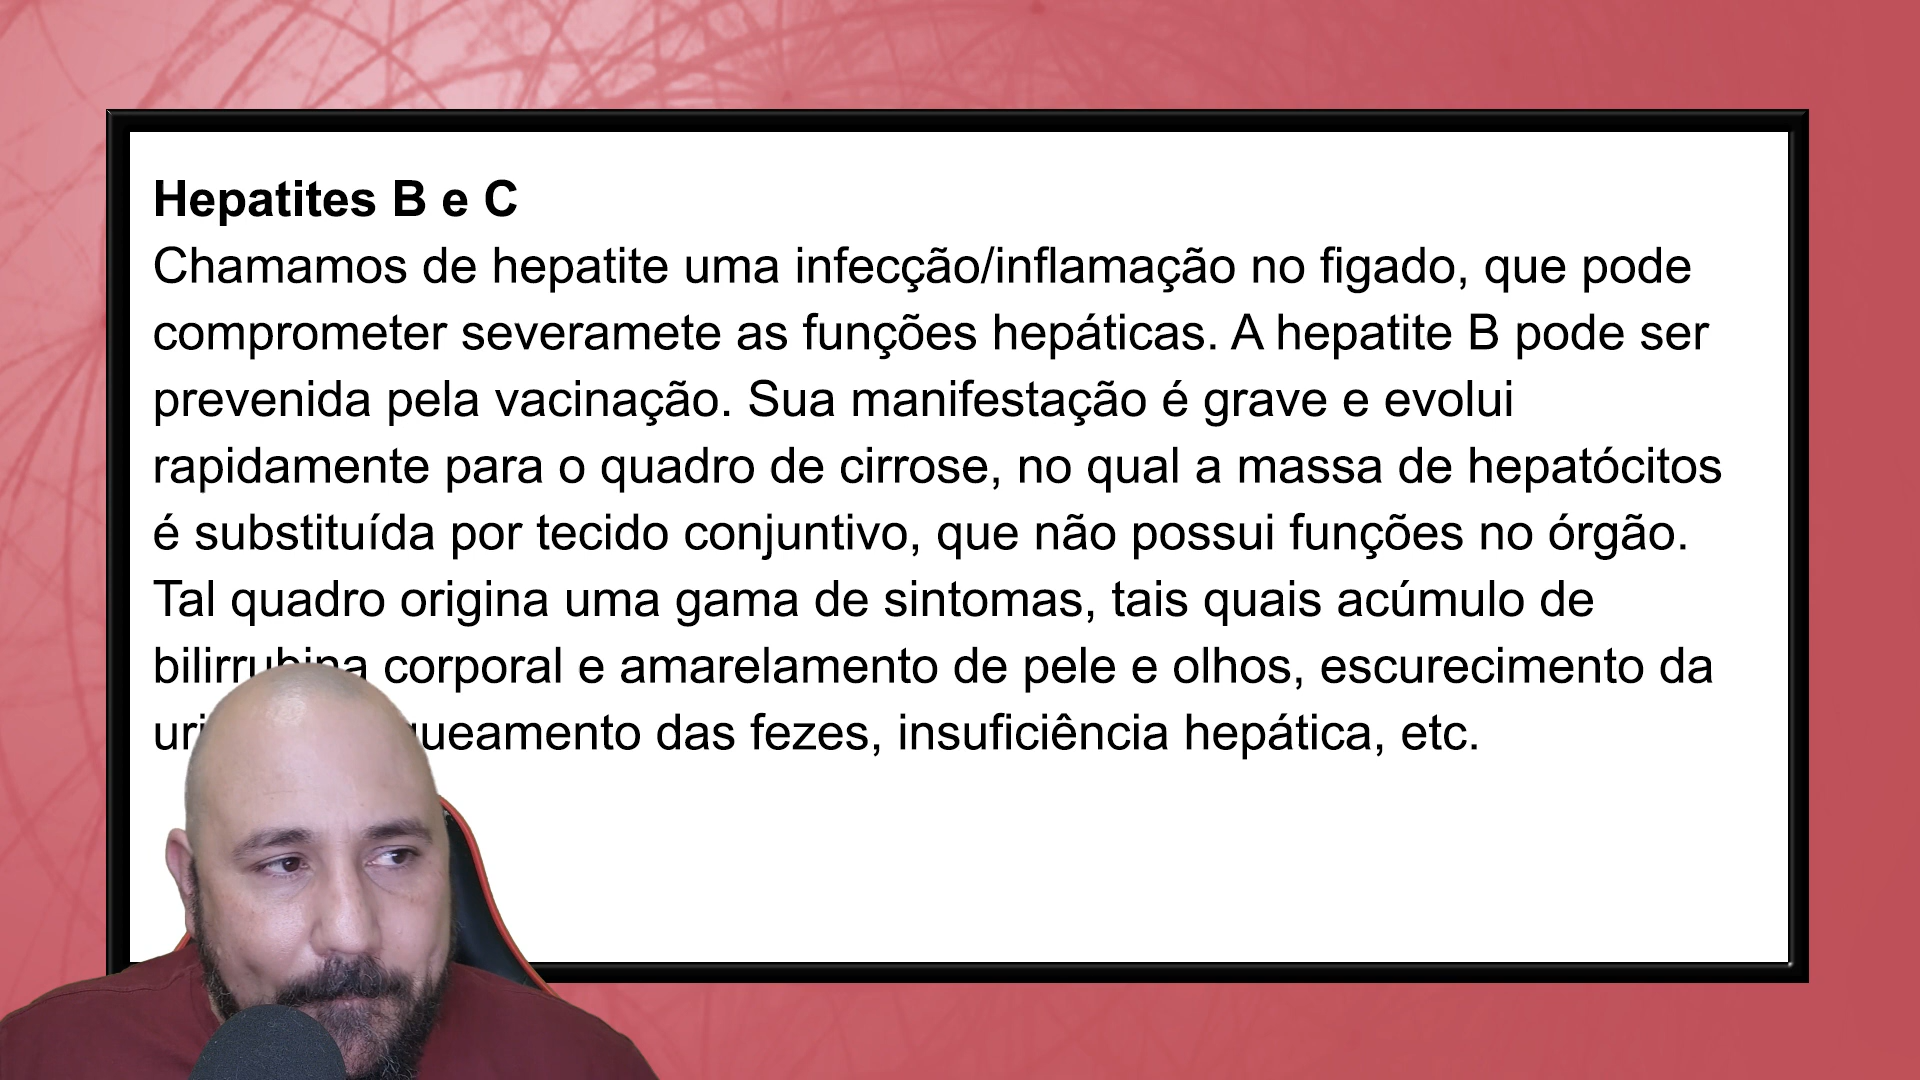 Hepatites B e C
Chamamos de hepatite uma infecção/inflamação no figado, que pode
comprometer severamete as funções hepáticas. A hepatite B pode ser
prevenida pela vacinação. Sua manifestação é grave e evolui
rapidamente para o quadro de cirrose, no qual a massa de hepatócitos
é substituída por tecido conjuntivo, que não possui funções no órgão.
Tal quadro origina uma gama de sintomas, tais quais acúmulo de
bilirrubina corporal e amarelamento de pele e olhos, escurecimento da
das fezes, insuficiência hepática, etc.